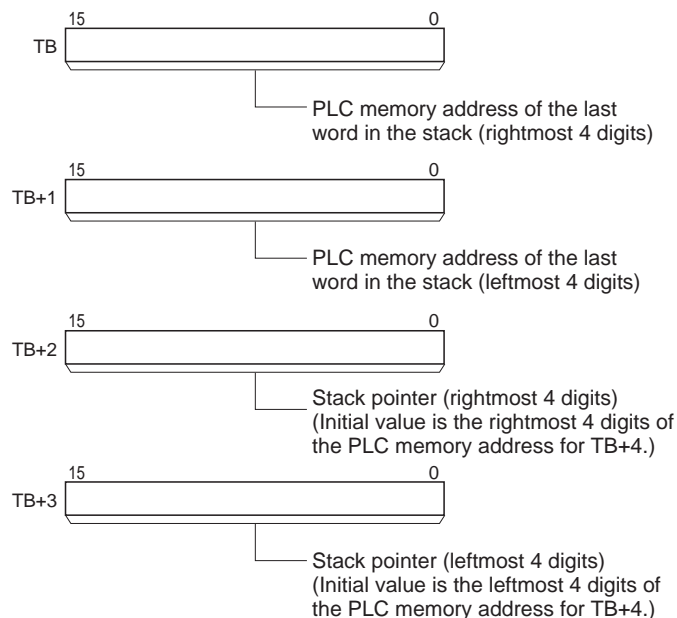 15 0
TB
PLC memory address of the last
word in the stack (rightmost 4 digits)
15 0
TB+1
PLC memory address of the last
word in the stack (leftmost 4 digits)
15 0
TB+2
Stack pointer (rightmost 4 digits)
(Initial value is the rightmost 4 digits of
the PLC memory address for TB+4.)
15 0
TB+3
Stack pointer (leftmost 4 digits)
(Initial value is the leftmost 4 digits of
the PLC memory address for TB+4.)